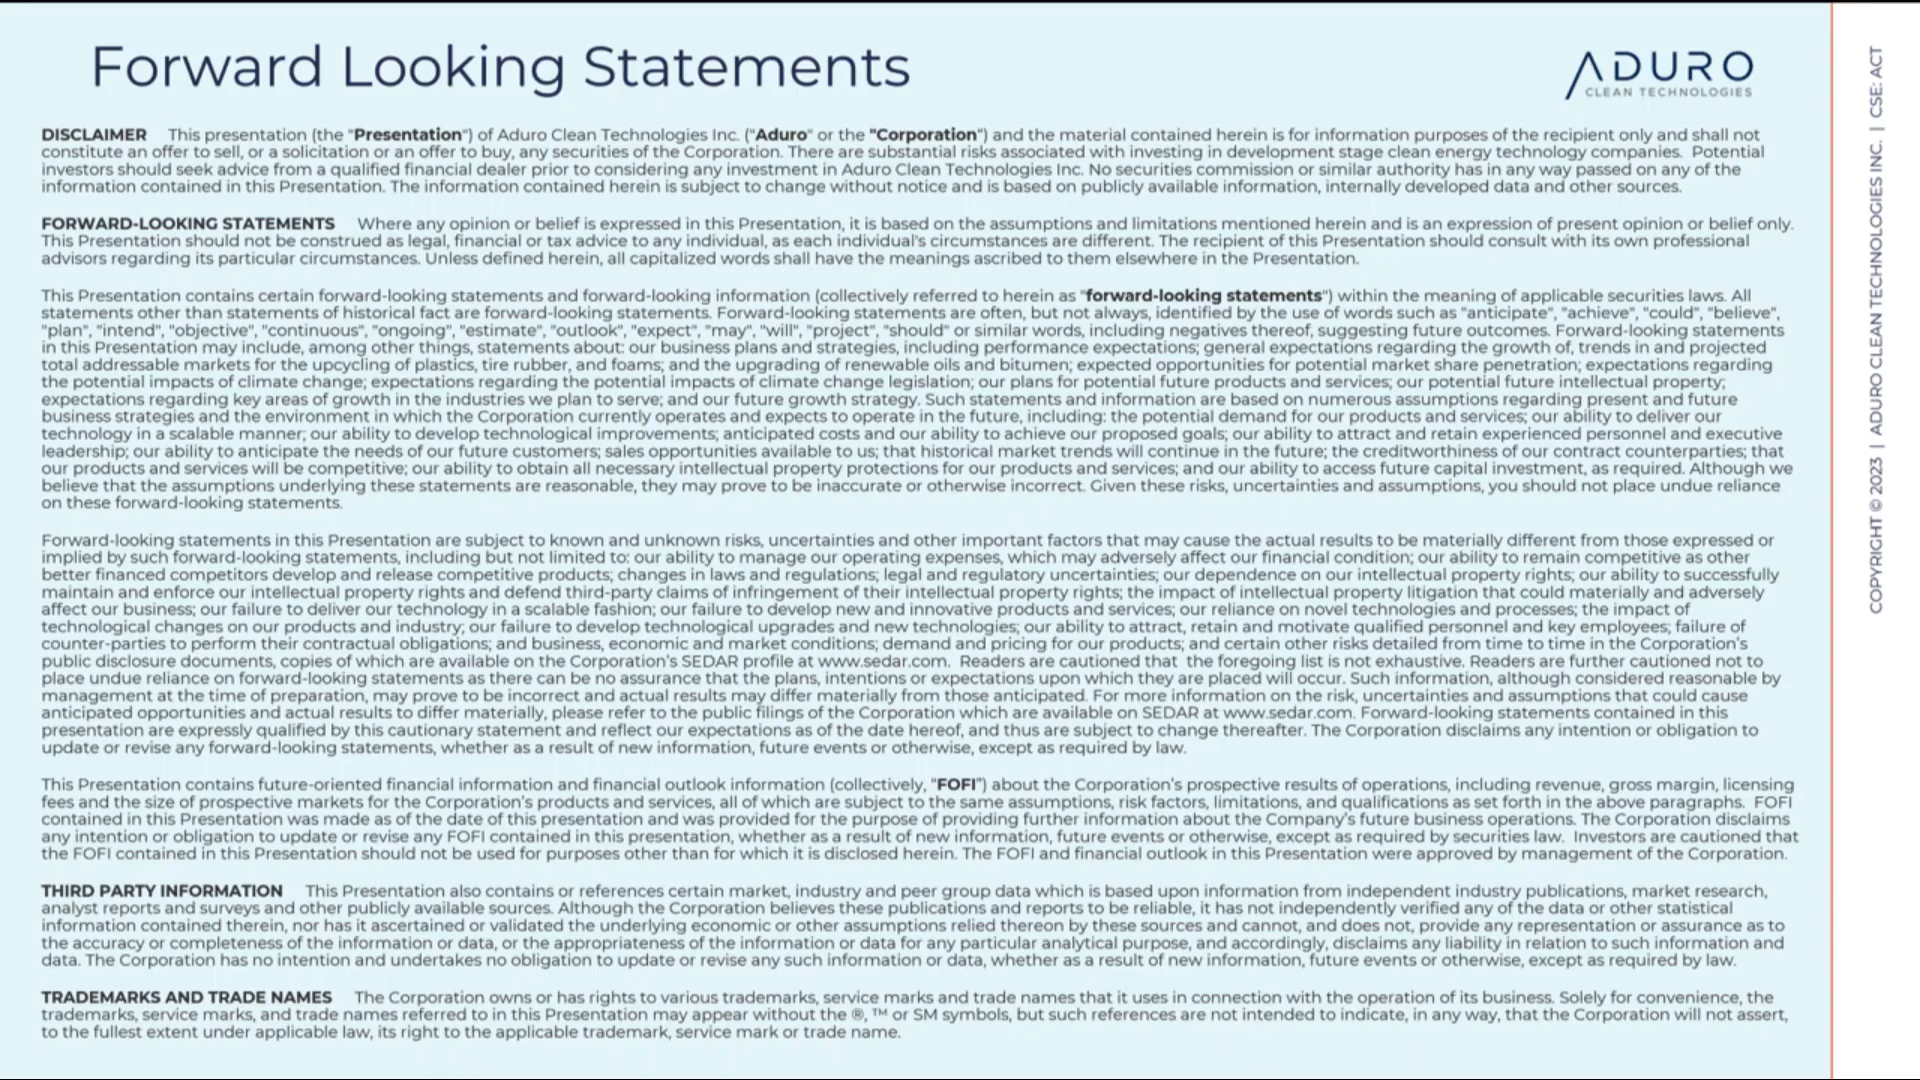 Forward Looking Statements
ADURO
CLEAN TECHNOLOGIES
DISCLAIMER This presentation (the "Presentation") of Aduro Clean Technologies Inc. ("Aduro" or the "Corporation") and the material contained herein is for information purposes of the recipient only and shall not
constitute an offer to sell, or a solicitation or an offer to buy, any securities of the Corporation. There are substantial risks associated with investing in development stage clean energy technology companies. Potential
investors should seek advice from a qualified financial dealer prior to considering any investment in Aduro Clean Technologies Inc. No securities commission or similar authority has in any way passed on any of the
information contained in this Presentation. The information contained herein is subject to change without notice and is based on publicly available information, internally developed data and other sources.
FORWARD-LOOKING STATEMENTS Where any opinion or belief is expressed in this Presentation, it is based on the assumptions and limitations mentioned herein and is an expression of present opinion or belief only.
This Presentation should not be construed as legal, financial or tax advice to any individual, as each individual's circumstances are different. The recipient of this Presentation should consult with its own professional
advisors regarding its particular circumstances. Unless defined herein, all capitalized words shall have the meanings ascribed to them elsewhere in the Presentation.
This Presentation contains certain forward-looking statements and forward-looking information (collectively referred to herein as "forward-looking statements") within the meaning of applicable securities laws. All
statements other than statements of historical fact are forward-looking statements. Forward-looking statements are often, but not always, identified by the use of words such as "anticipate", "achieve", "could", "believe",
"plan", "intend", "objective", "continuous", "ongoing", "estimate", "outlook", "expect", "may", "will", "project", "should" or similar words, including negatives thereof, suggesting future outcomes. Forward-looking statements
in this Presentation may include, among other things, statements about: our business plans and strategies, including performance expectations; general expectations regarding the growth of, trends in and projected
total addressable markets for the upcycling of plastics, tire rubber, and foams; and the upgrading of renewable oils and bitumen; expected opportunities for potential market share penetration; expectations regarding
the potential impacts of climate change; expectations regarding the potential impacts of climate change legislation; our plans for potential future products and services; our potential future intellectual property;
expectations regarding key areas of growth in the industries we plan to serve; and our future growth strategy. Such statements and information are based on numerous assumptions regarding present and future
business strategies and the environment in which the Corporation currently operates and expects to operate in the future, including: the potential demand for our products and services; our ability to deliver our
technology in a scalable manner; our ability to develop technological improvements; anticipated costs and our ability to achieve our proposed goals; our ability to attract and retain experienced personnel and executive
leadership; our ability to anticipate the needs of our future customers; sales opportunities available to us; that historical market trends will continue in the future; the creditworthiness of our contract counterparties; that
our products and services will be competitive; our ability to obtain all necessary intellectual property protections for our products and services; and our ability to access future capital investment, as required. Although we
believe that the assumptions underlying these statements are reasonable, they may prove to be inaccurate or otherwise incorrect. Given these risks, uncertainties and assumptions, you should not place undue reliance
on these forward-looking statements.
Forward-looking statements in this Presentation are subject to known and unknown risks, uncertainties and other important factors that may cause the actual results to be materially different from those expressed or
implied by such forward-looking statements, including but not limited to: our ability to manage our operating expenses, which may adversely affect our financial condition; our ability to remain competitive as other
better financed competitors develop and release competitive products; changes in laws and regulations; legal and regulatory uncertainties; our dependence on our intellectual property rights; our ability to successfully
maintain and enforce our intellectual property rights and defend third-party claims of infringement of their intellectual property rights; the impact of intellectual property litigation that could materially and adversely
affect our business; our failure to deliver our technology in a scalable fashion; our failure to develop new and innovative products and services; our reliance on novel technologies and processes; the impact of
technological changes on our products and industry; our failure to develop technological upgrades and new technologies; our ability to attract, retain and motivate qualified personnel and key employees; failure of
counter-parties to perform their contractual obligations; and business, economic and market conditions; demand and pricing for our products; and certain other risks detailed from time to time in the Corporation's
public disclosure documents, copies of which are available on the Corporation's SEDAR profile at www.sedar.com. Readers are cautioned that the foregoing list is not exhaustive. Readers are further cautioned not to
place undue reliance on forward-looking statements as there can be no assurance that the plans, intentions or expectations upon which they are placed will occur. Such information, although considered reasonable by
management at the time of preparation, may prove to be incorrect and actual results may differ materially from those anticipated. For more information on the risk, uncertainties and assumptions that could cause
anticipated opportunities and actual results to differ materially, please refer to the public filings of the Corporation which are available on SEDAR at www.sedar.com. Forward-looking statements contained in this
presentation are expressly qualified by this cautionary statement and reflect our expectations as of the date hereof, and thus are subject to change thereafter. The Corporation disclaims any intention or obligation to
update or revise any forward-looking statements, whether as a result of new information, future events or otherwise, except as required by law.
This Presentation contains future-oriented financial information and financial outlook information (collectively, "FOFI") about the Corporation's prospective results of operations, including revenue, gross margin, licensing
fees and the size of prospective markets for the Corporation's products and services, all of which are subject to the same assumptions, risk factors, limitations, and qualifications as set forth in the above paragraphs. FOFI
contained in this Presentation was made as of the date of this presentation and was provided for the purpose of providing further information about the Company's future business operations. The Corporation disclaims
any intention or obligation to update or revise any FOFI contained in this presentation, whether as a result of new information, future events or otherwise, except as required by securities law. Investors are cautioned that
the FOFI contained in this Presentation should not be used for purposes other than for which it is disclosed herein. The FOFI and financial outlook in this Presentation were approved by management of the Corporation.
THIRD PARTY INFORMATION This Presentation also contains or references certain market, industry and peer group data which is based upon information from independent industry publications, market research,
analyst reports and surveys and other publicly available sources. Although the Corporation believes these publications and reports to be reliable, it has not independently verified any of the data or other statistical
information contained therein, nor has it ascertained or validated the underlying economic or other assumptions relied thereon by these sources and cannot, and does not, provide any representation or assurance as to
the accuracy or completeness of the information or data, or the appropriateness of the information or data for any particular analytical purpose, and accordingly, disclaims any liability in relation to such information and
data. The Corporation has no intention and undertakes no obligation to update or revise any such information or data, whether as a result of new information, future events or otherwise, except as required by law.
TRADEMARKS AND TRADE NAMES The Corporation owns or has rights to various trademarks, service marks and trade names that it uses in connection with the operation of its business. Solely for convenience, the
trademarks, service marks, and trade names referred to in this Presentation may appear without the ®, ™ or SM symbols, but such references are not intended to indicate, in any way, that the Corporation will not assert,
to the fullest extent under applicable law, its right to the applicable trademark, service mark or trade name.
COPYRIGHT © 2023 | ADURO CLEAN TECHNOLOGIES INC. | CSE: ACT